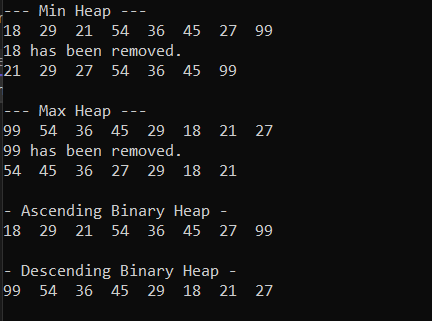 --- Min Heap ---
18 29 21 54 36 45 27 99
18 has been removed.
21 29 27 54 36 45 99
--- Max Heap ---
99 54 36 45 29 18 21 27
99 has been removed.
54 45 36 27 29 18 21
- Ascending Binary Heap -
18 29 21 54 36 45 27 99
- Descending Binary Heap -
99 54 36 45 29 18 21 27